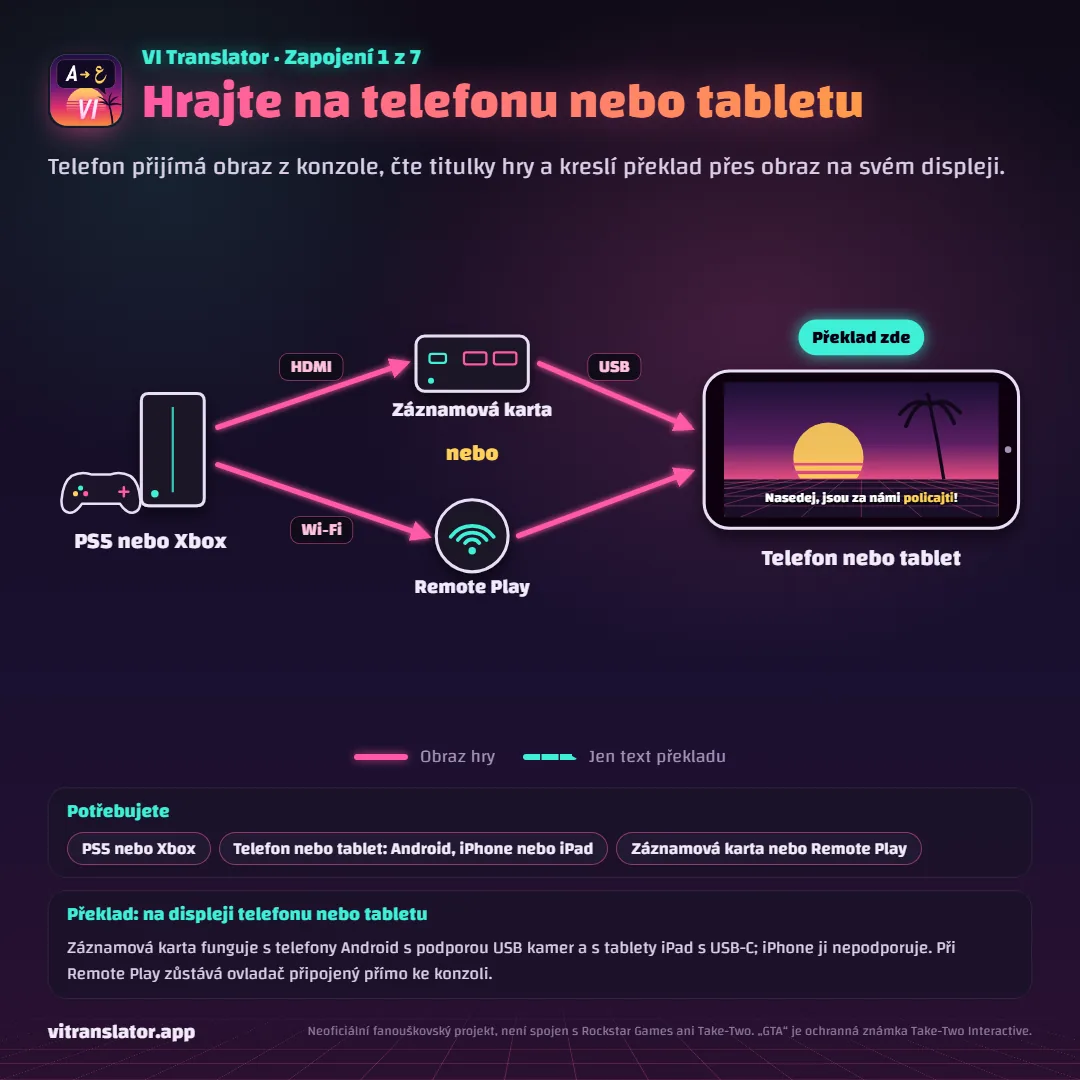 A→ع
VI
VI Translator · Zapojení 1 z 7
Hrajte na telefonu nebo tabletu
Telefon přijímá obraz z konzole, čte titulky hry a kreslí překlad přes obraz na svém displeji.
Překlad zde
HDMI
USB
Záznamová karta
nebo
Nasedej, jsou za námi policajti!
Wi-Fi
PS5 nebo Xbox
Telefon nebo tablet
Remote Play
Obraz hry
Jen text překladu
Potřebujete
PS5 nebo Xbox
Telefon nebo tablet: Android, iPhone nebo iPad
Záznamová karta nebo Remote Play
Překlad: na displeji telefonu nebo tabletu
Záznamová karta funguje s telefony Android s podporou USB kamer a s tablety iPad s USB-C; iPhone ji nepodporuje. Při
Remote Play zůstává ovladač připojený přímo ke konzoli.
vitranslator.app
Neoficiální fanouškovský projekt, není spojen s Rockstar Games ani Take-Two. „GTA“ je ochranná známka Take-Two Interactive.